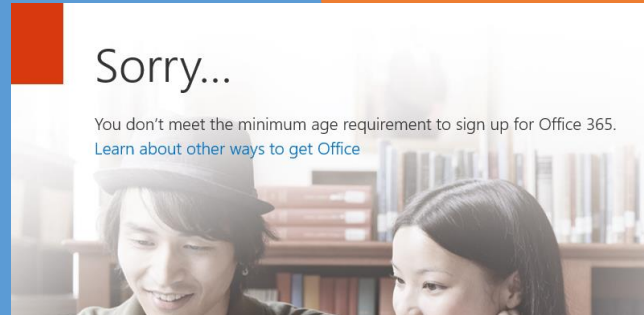 Sorry...
You don't meet the minimum age requirement to sign up for Office 365.
Learn about other ways to get Office